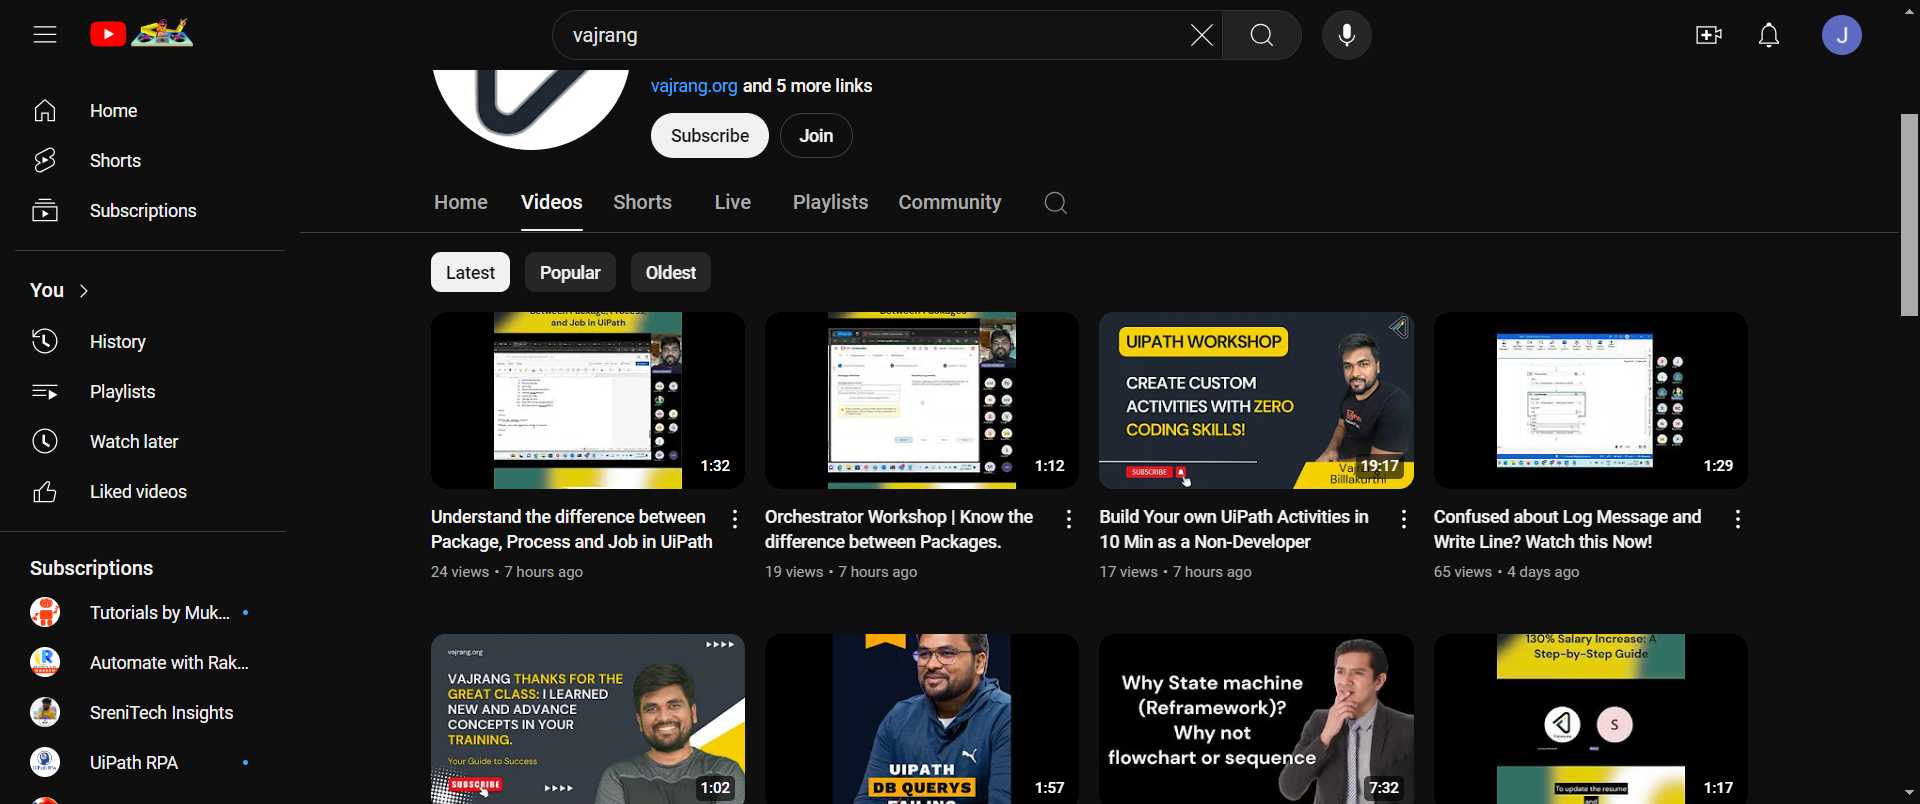 vajrang
J
Home
Shorts
Subscriptions
You
History
Playlists
Watch later
Liked videos
Subscriptions
Tutorials by Muk...
Automate with Rak...
SreniTech Insights
UiPath RPA
vajrang.org and 5 more links
Subscribe
Join
Home Videos Shorts Live Playlists Community
Latest Popular Oldest
and Job in UiPath
1:32
1:12
UIPATH WORKSHOP
CREATE CUSTOM
ACTIVITIES WITH ZERO
CODING SKILLS!
SUBSCRIBE
19:17
Billlakurthi
1:29
Understand the difference between
Package, Process and Job in UiPath
24 views • 7 hours ago
Orchestrator Workshop | Know the
difference between Packages.
19 views • 7 hours ago
Build Your own UiPath Activities in
10 Min as a Non-Developer
17 views • 7 hours ago
Confused about Log Message and
Write Line? Watch this Now!
65 views • 4 days ago
vajrang.org
VAJRANG THANKS FOR THE
GREAT CLASS: I LEARNED
NEW AND ADVANCE
CONCEPTS IN YOUR
TRAINING.
Your Guide to Success
SUBSCRIBE
1:02
UIPATH
DB QUERYS
FAILING
1:57
Why State machine
(Reframework)?
Why not
flowchart or sequence
7:32
130% Salary Increase: A
Step-by-Step Guide
S
To update the resume
and
1:17